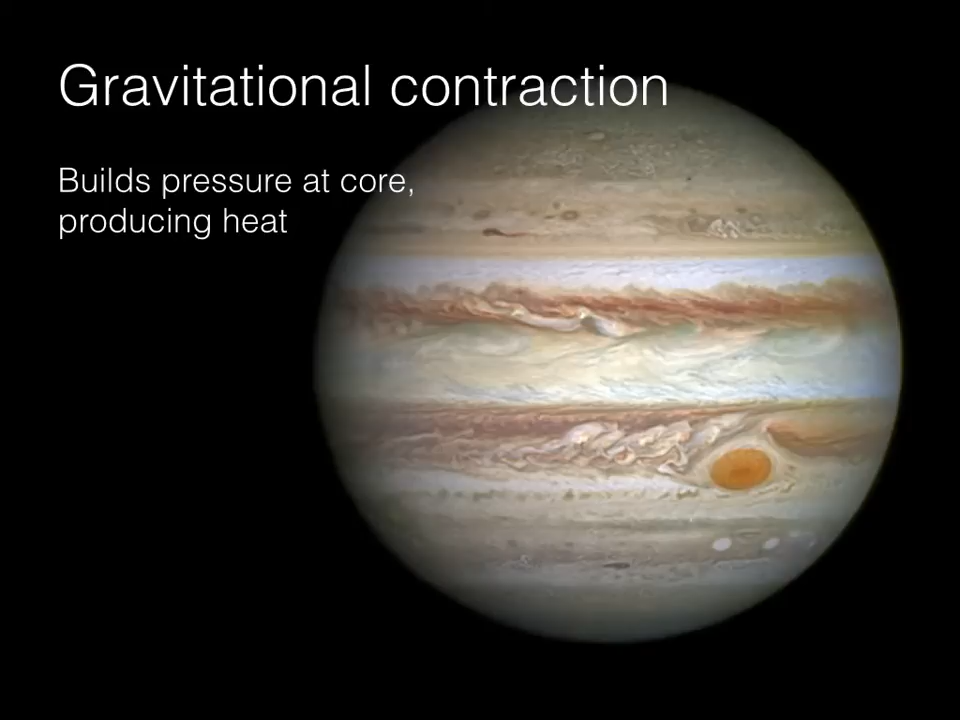 Gravitational contraction
Builds pressure at core,
producing heat